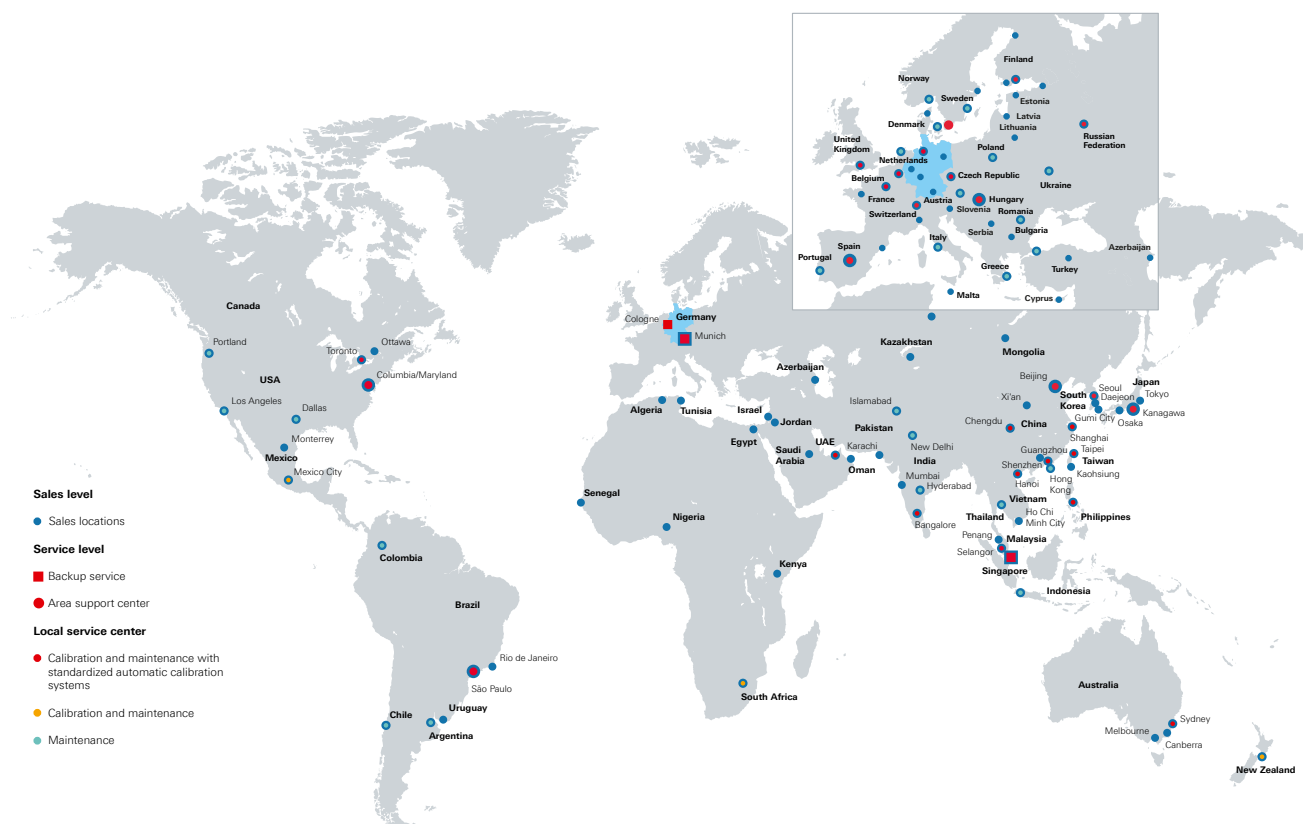 Finland
Norway
Sweden
Estonia
Latvia
Lithuania
Denmark
Russian
Federation
United
Kingdom
Poland
Netherlands
Belgium
Czech Republic
Ukraine
France
Austria
Hungary
Switzerland
Slovenia
Romania
Serbia
Bulgaria
Italy
Spain
Portugal
Azerbaijan
Greece
Turkey
Malta
Cyprus
Canada
Portland
Toronto
Ottawa
USA
Columbia/Maryland
Los Angeles
Dallas
Monterrey
Mexico
Mexico City
Cologne
Germany
Munich
Kazakhstan
Mongolia
Azerbaijan
Beijing
Seoul
Japan
Daejeon
Tokyo
South
Korea
Xi'an
Gumi City
Kanagawa
Osaka
Algeria
Tunisia
Israel
Jordan
Islamabad
Egypt
Pakistan
Chengdu
China
Shanghai
Saudi
Arabia
UAE
Karachi
New Delhi
Oman
India
Guangzhou
Taipei
Shenzhen
Taiwan
Hong
Kong
Kaohsiung
Hanoi
Mumbai
Hyderabad
Senegal
Nigeria
Bangalore
Vietnam
Thailand
Ho Chi
Minh City
Philippines
Penang
Malaysia
Selangor
Singapore
Kenya
Indonesia
Colombia
Brazil
Rio de Janeiro
São Paulo
Chile
Uruguay
Argentina
South Africa
Australia
Sydney
Melbourne
Canberra
New Zealand
Sales level
Sales locations
Service level
Backup service
Area support center
Local service center
Calibration and maintenance with
standardized automatic calibration
systems
Calibration and maintenance
Maintenance